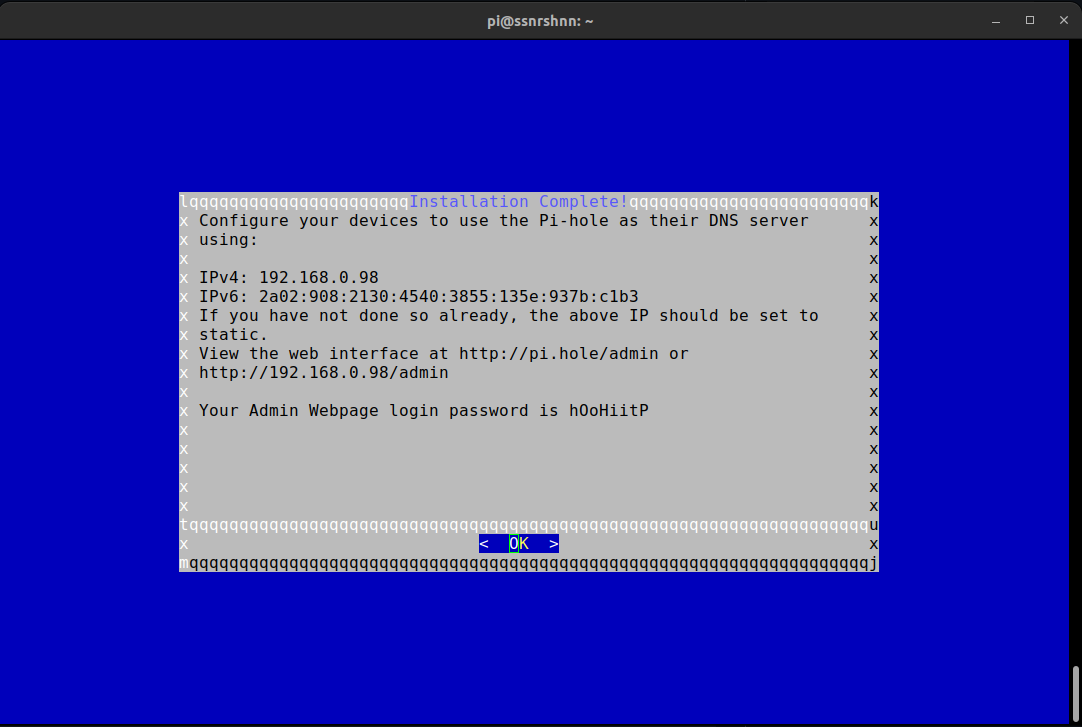 pi@ssnrshnn: ~
lqqqqqqqqqqqqqqqqqqqqqqInstallation Complete!qqqqqqqqqqqqqqqqqqqqqqqqk
x Configure your devices to use the Pi-hole as their DNS server x
x using: x
x x
x IPv4: 192.168.0.98 x
x IPv6: 2a02:908:2130:4540:3855:135e:937b:c1b3 x
x If you have not done so already, the above IP should be set to x
x static. x
x View the web interface at http://pi.hole/admin or x
x http://192.168.0.98/admin x
x x
x Your Admin Webpage login password is hOoHiitP x
x x
x x
x x
x x
x x
tqqqqqqqqqqqqqqqqqqqqqqqqqqqqqqqqqqqqqqqqqqqqqqqqqqqqqqqqqqqqqqqqqqqqu
x < OK > x
mqqqqqqqqqqqqqqqqqqqqqqqqqqqqqqqqqqqqqqqqqqqqqqqqqqqqqqqqqqqqqqqqqqqqj